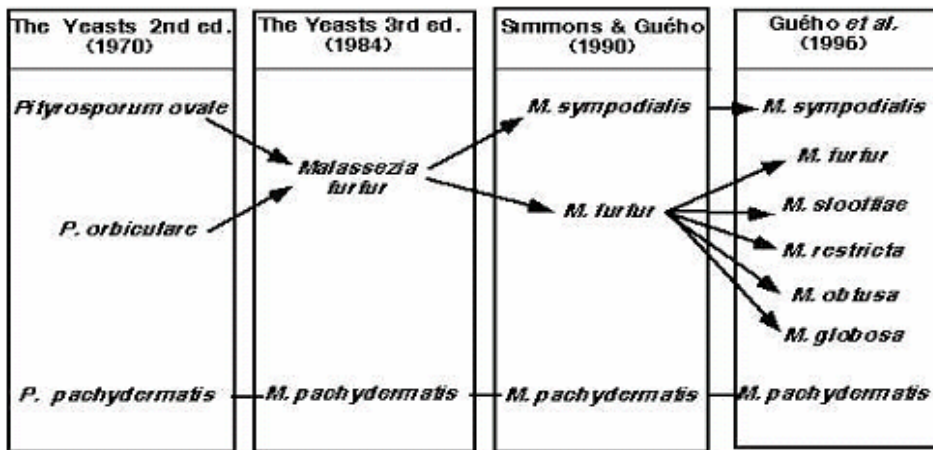 The Yeasts 2nd ed.
(1970)
Pityrosporum ovale
P. orbiculare
P. pachydermatis
The Yeasts 3rd ed.
(1984)
Malassezia
furfur
M. pachydermatis
Simmons & Guého
(1990)
M. sympodialis
M. furfur
M. pachydermatis
Guého et al.
(1996)
M. sympodialis
M. furfur
M. slooffiae
M. restricta
M. obtusa
M. globosa
M. pachydermatis